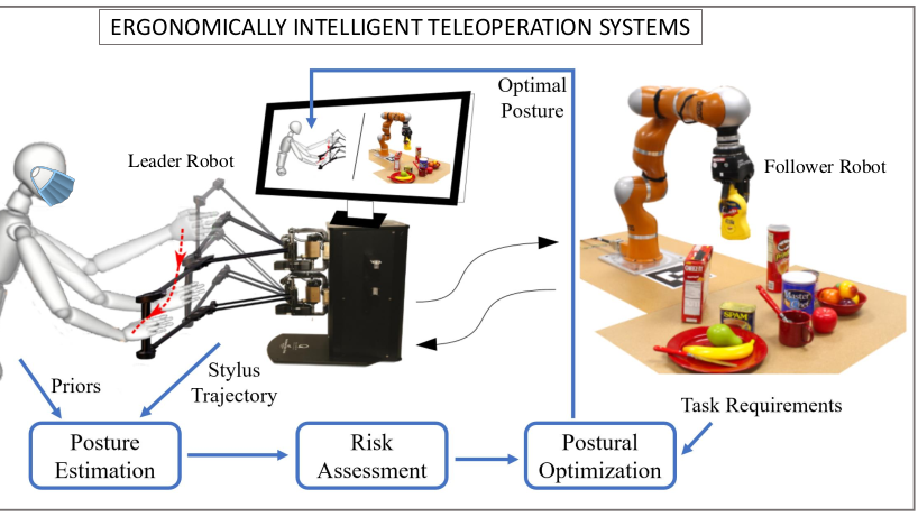 ERGONOMICALLY INTELLIGENT TELEOPERATION SYSTEMS
Optimal
Posture
Leader Robot
Follower Robot
SPAM
Stylus
Trajectory
Priors
Task Requirements
Posture
Estimation
Risk
Assessment
Postural
Optimization